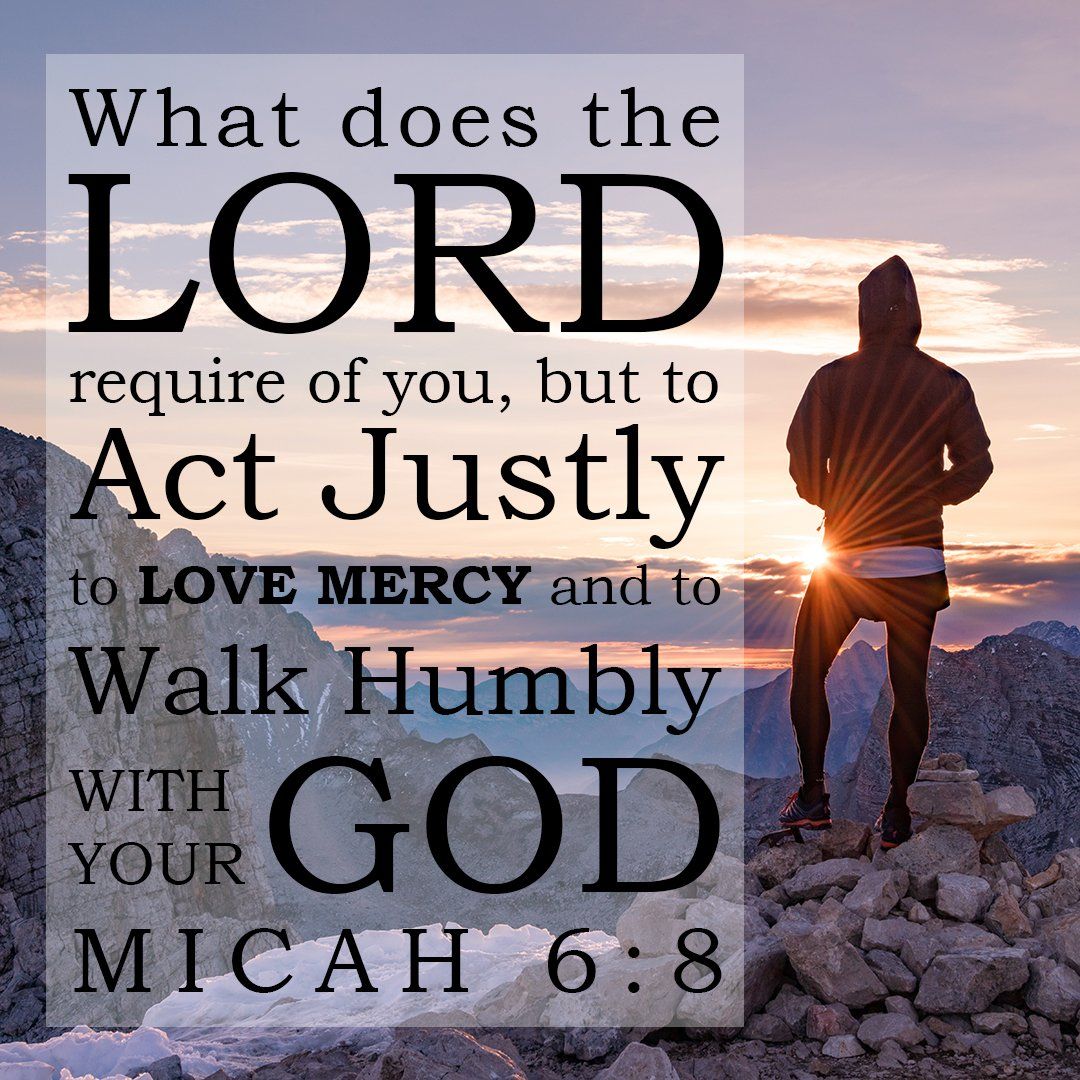 What does the
LORD
require of you, but to
Act Justly
to LOVE MERCY and to
Walk Humbly
WITH
YOUR GOD
MICAH 6:8